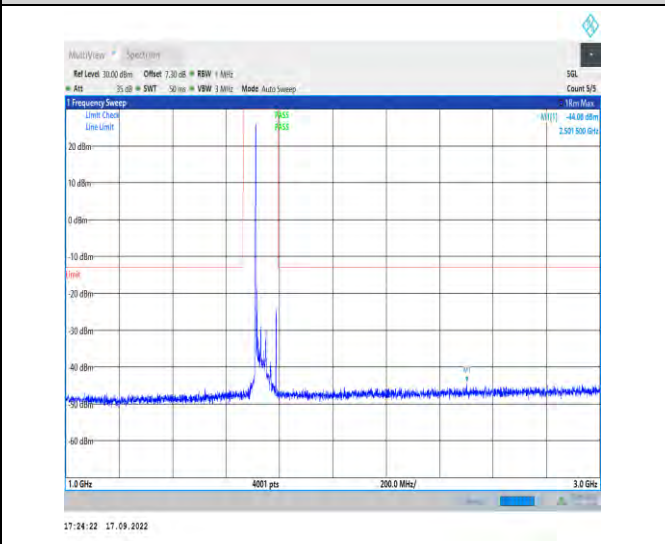 MultiView Spectrum
Ref Level 30.00 dBm Offset 7.30 dB RBW 1 MHz SGL
Att 35 dB SWT 50 ms VBW 3 MHz Mode Auto Sweep Count 5/5
1 Frequency Sweep 1Rm Max
Limit Check PASS M1[1] -44.00 dBm
Line Limit PASS 2.501 500 GHz
20 dBm
10 dBm
0 dBm
-10 dBm
Limit
-20 dBm
-30 dBm
-40 dBm
M1
-50 dBm
-60 dBm
1.0 GHz 4001 pts 200.0 MHz/ 3.0 GHz
17:24:22 17.09.2022